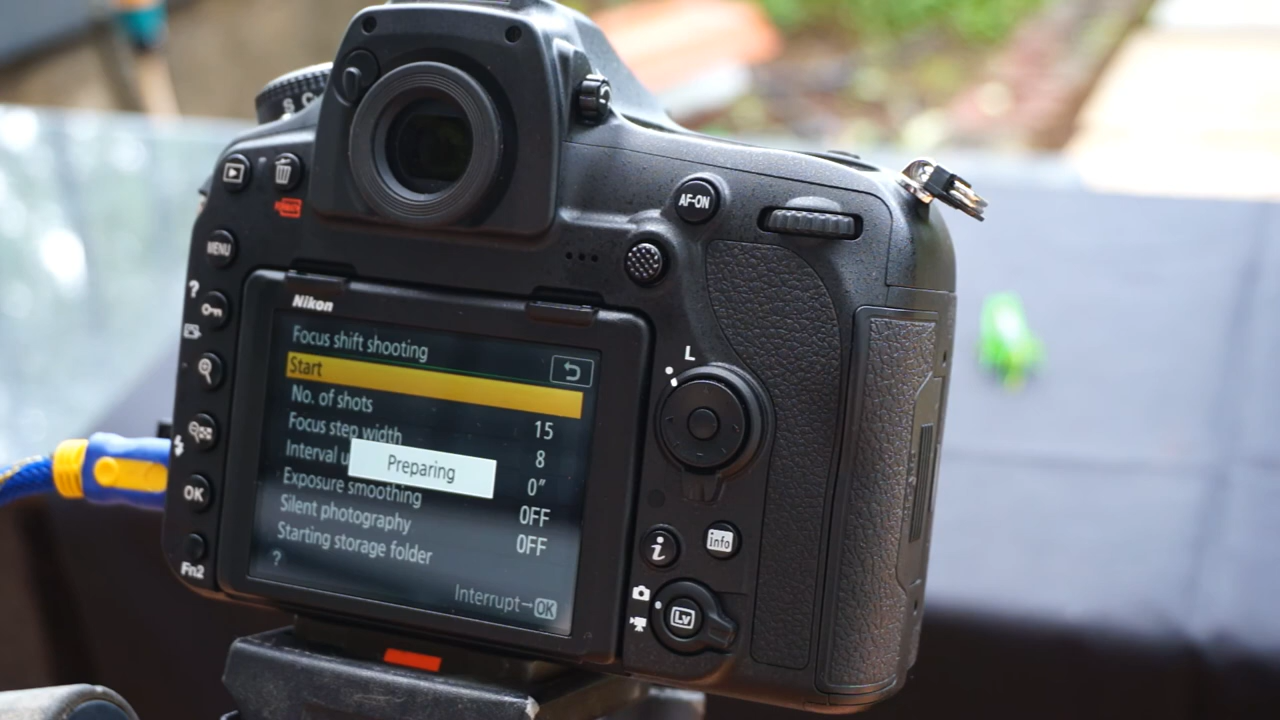 S C
AF-ON
FORMAT
MENU
?
Nikon
Focus shift shooting
Start
No. of shots 15
Focus step width 8
Interval u 0"
Preparing
Exposure smoothing OFF
Silent photography OFF
Starting storage folder
?
Interrupt→OK
L
OK
Fn2
i
info
Lv